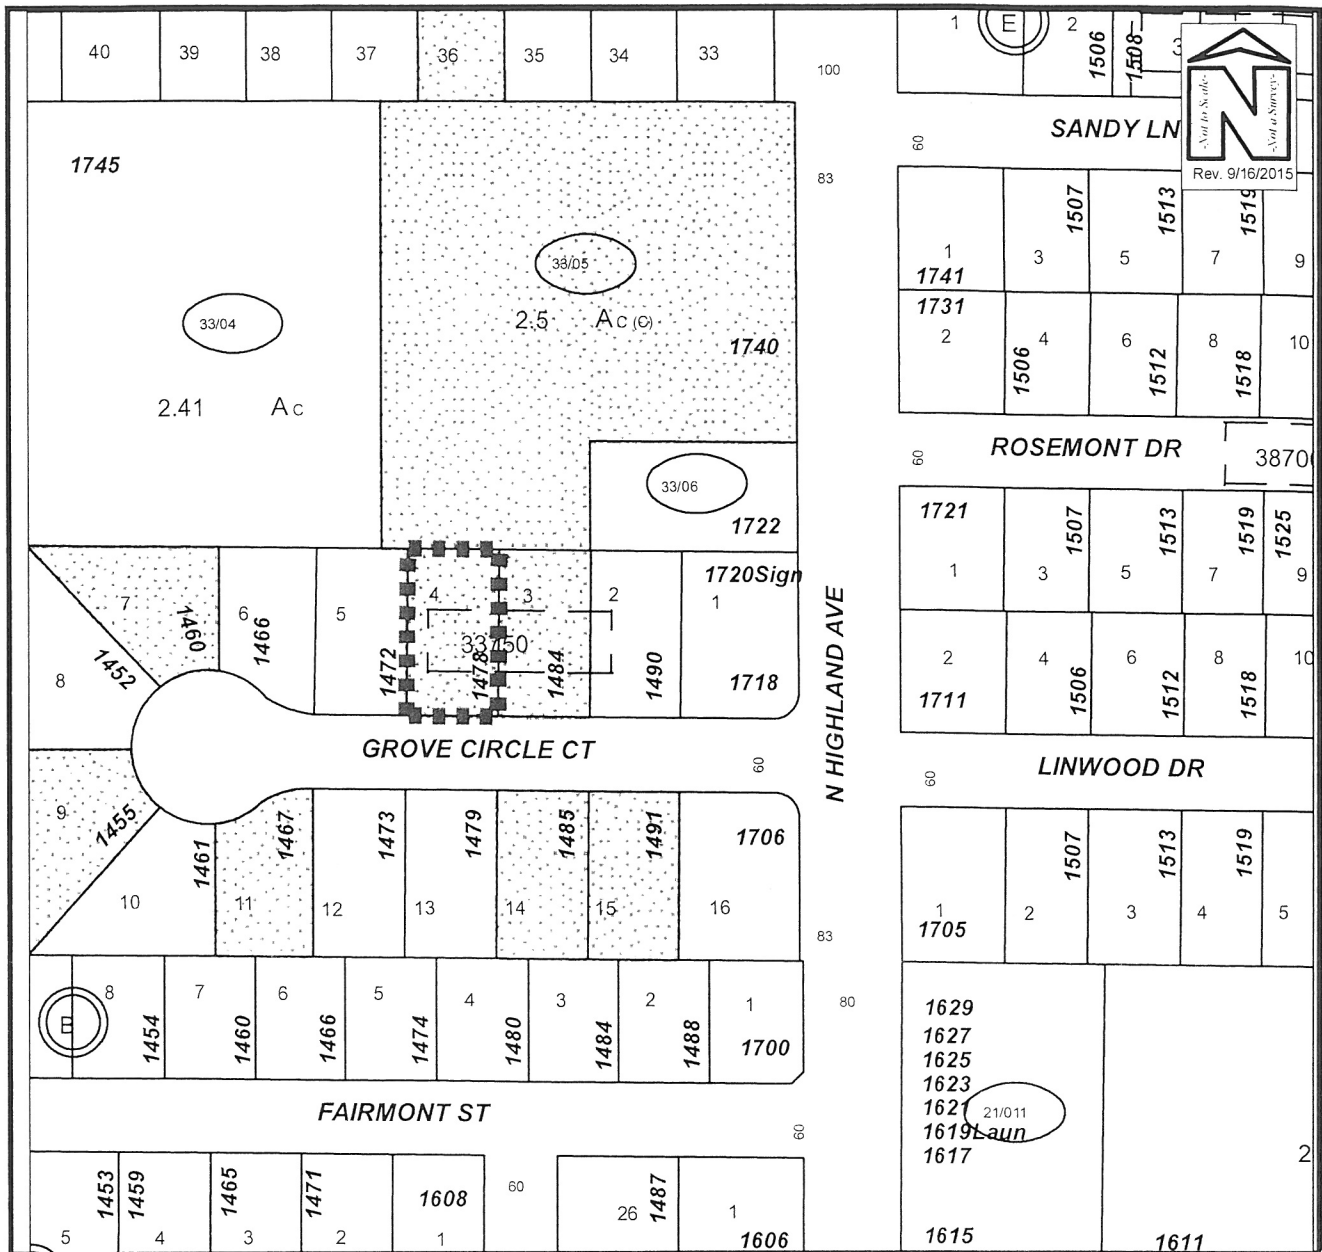 40 39 38 37 36 35 34 33
100
1 E 2 1506 1508 3
-Not to Scale- N -Not a Survey-
Rev. 9/16/2015
SANDY LN
60
83
1745
33/05
2.5 Ac (C)
1740
33/04
2.41 Ac
33/06
1722
1507 1513 1519
1 3 5 7 9
1741
1731
2 4 6 8 10
1506 1512 1518
60
ROSEMONT DR
3870
1721 1507 1513 1519 1525
1 3 5 7 9
2 4 6 8 10
1711 1506 1512 1518
1720Sign
7 6 5 4 3 2 1
1460 1466
33750
8 1452 1472 1478 1484 1490 1718
GROVE CIRCLE CT
60
N HIGHLAND AVE
60
LINWOOD DR
9 1455 1461 1467 1473 1479 1485 1491 1706
10 11 12 13 14 15 16
1507 1513 1519
1 2 3 4 5
1705
83
80
B
8 7 6 5 4 3 2 1
1454 1460 1466 1474 1480 1484 1488 1700
1629
1627
1625
1623
1621
21/011
1619Laun
1617
2
FAIRMONT ST
60
60
1453 1459 1465 1471 1608 1487
5 4 3 2 1 26 1
1606
1615 1611